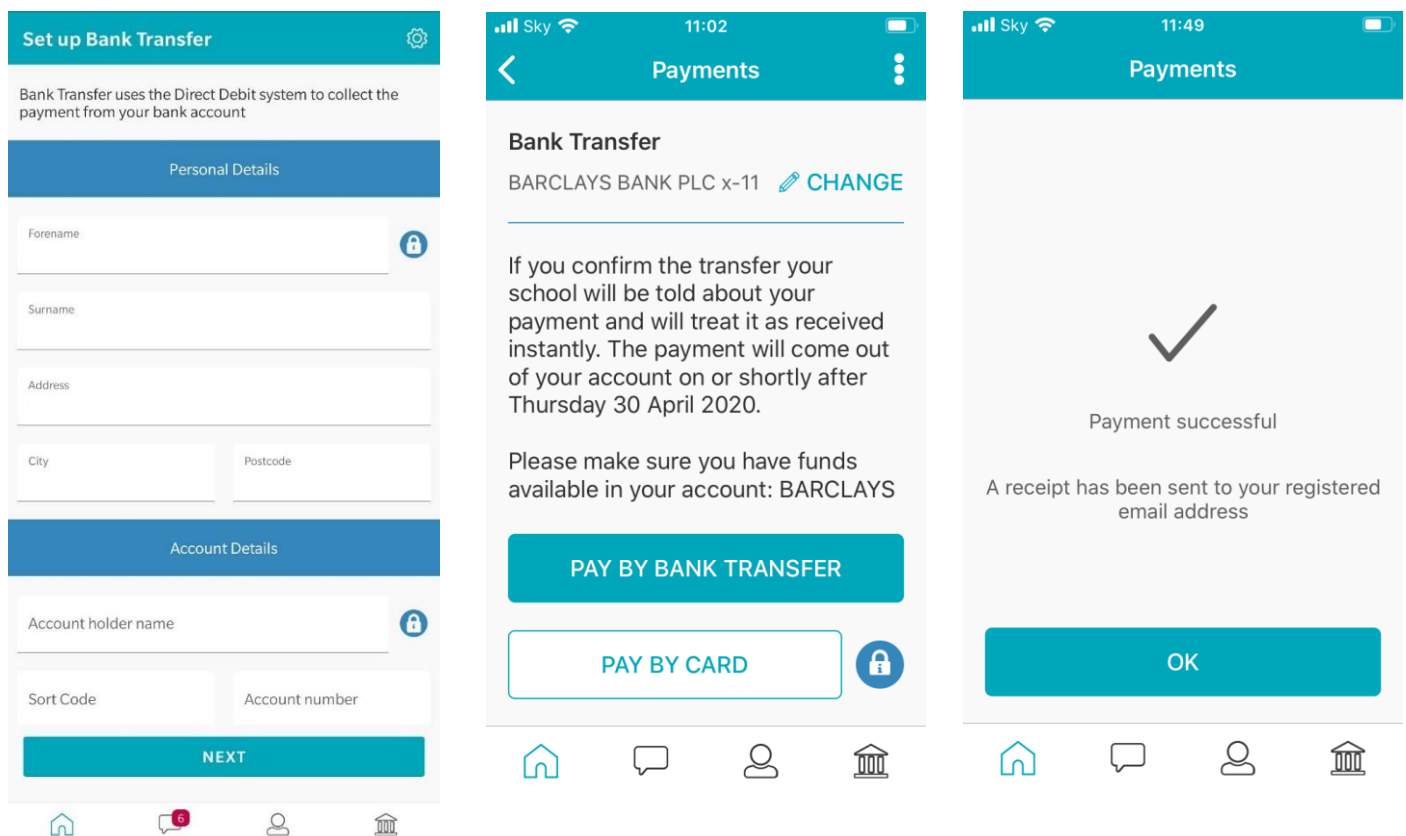 Set up Bank Transfer
Bank Transfer uses the Direct Debit system to collect the
payment from your bank account
Personal Details
Forename
Surname
Address
City
Postcode
Account Details
Account holder name
Sort Code
Account number
NEXT
6
Sky
11:02
Payments
Bank Transfer
BARCLAYS BANK PLC x-11
CHANGE
If you confirm the transfer your
school will be told about your
payment and will treat it as received
instantly. The payment will come out
of your account on or shortly after
Thursday 30 April 2020.
Please make sure you have funds
available in your account: BARCLAYS
PAY BY BANK TRANSFER
PAY BY CARD
Sky
11:49
Payments
Payment successful
A receipt has been sent to your registered
email address
OK